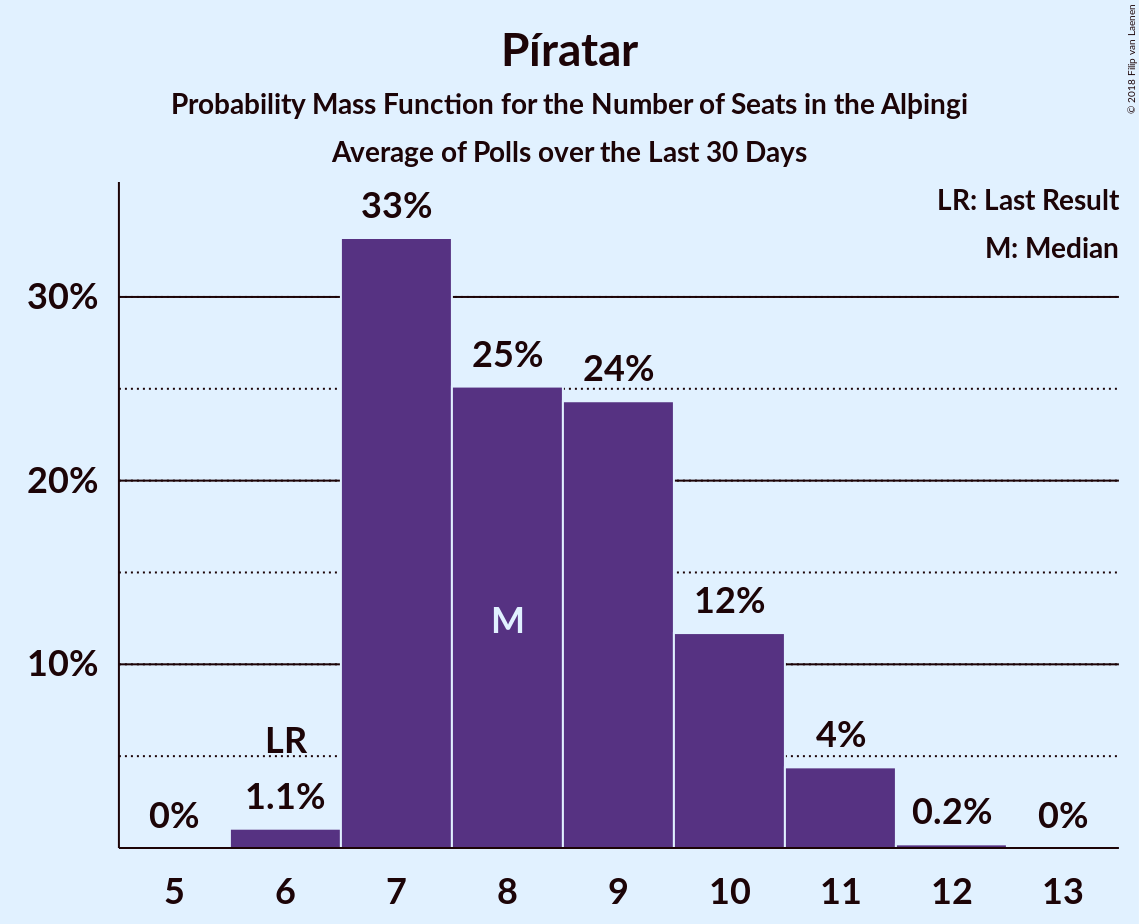 Píratar
Probability Mass Function for the Number of Seats in the Alþingi
Average of Polls over the Last 30 Days
© 2018 Filip van Laenen
LR: Last Result
M: Median
33%
30%
25%
24%
20%
M
12%
10%
LR
4%
0%
1.1%
0.2%
0%
5 6 7 8 9 10 11 12 13